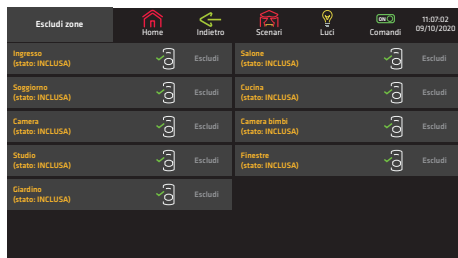 Escludi zone
Home
Indietro
Scenari
Luci
ON
Comandi
11:07:02
09/10/2020
Ingresso
(stato: INCLUSA)
Escludi
Salone
(stato: INCLUSA)
Escludi
Soggiorno
(stato: INCLUSA)
Escludi
Cucina
(stato: INCLUSA)
Escludi
Camera
(stato: INCLUSA)
Escludi
Camera bimbi
(stato: INCLUSA)
Escludi
Studio
(stato: INCLUSA)
Escludi
Finestre
(stato: INCLUSA)
Escludi
Giardino
(stato: INCLUSA)
Escludi